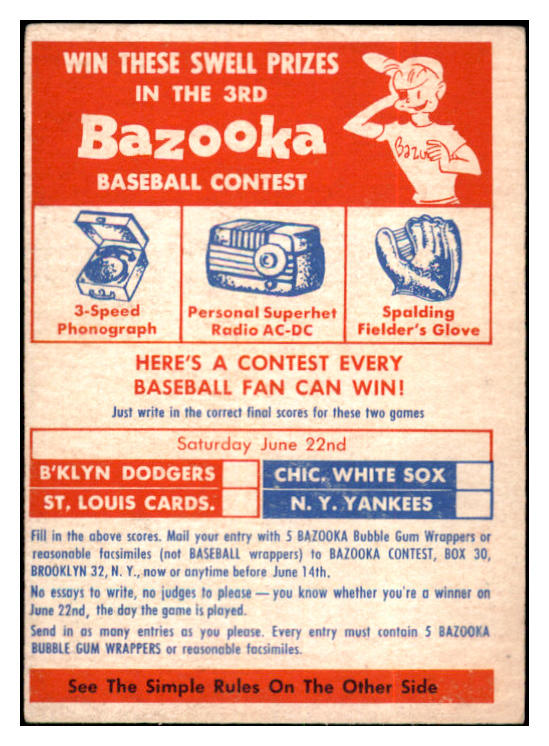 WIN THESE SWELL PRIZES
IN THE 3RD
Bazooka
BASEBALL CONTEST
Bazoo
3-Speed
Phonograph
Personal Superhet
Radio AC-DC
Spalding
Fielder's Glove
HERE'S A CONTEST EVERY
BASEBALL FAN CAN WIN!
Just write in the correct final scores for these two games
Saturday June 22nd
B'KLYN DODGERS
ST, LOUIS CARDS.
CHIC. WHITE SOX
N. Y. YANKEES
Fill in the above scores. Mail your entry with 5 BAZOOKA Bubble Gum Wrappers or
reasonable facsimiles (not BASEBALL wrappers) to BAZOOKA CONTEST, BOX 30,
BROOKLYN 32, N. Y., now or anytime before June 14th.
No essays to write, no judges to please — you know whether you're a winner on
June 22nd, the day the game is played.
Send in as many entries as you please. Every entry must contain 5 BAZOOKA
BUBBLE GUM WRAPPERS or reasonable facsimiles.
See The Simple Rules On The Other Side